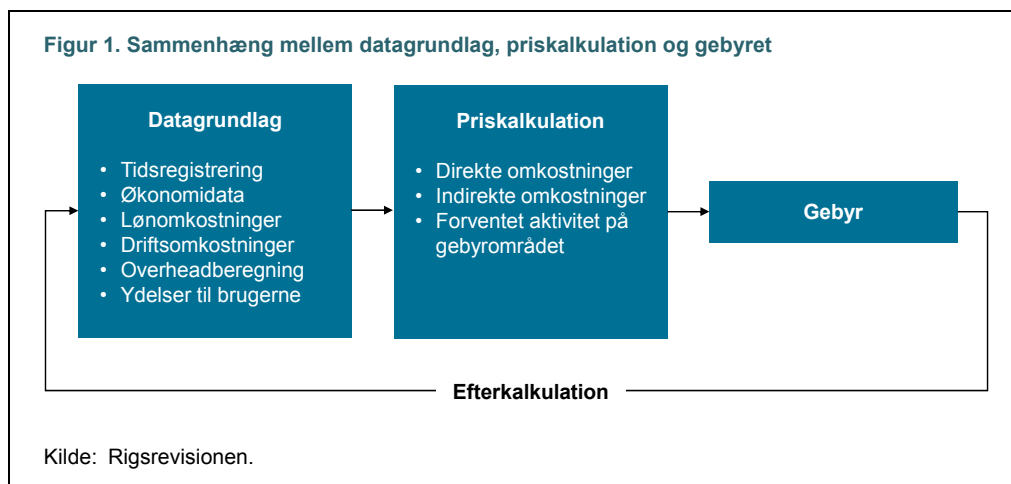 Figur 1. Sammenhæng mellem datagrundlag, priskalkulation og gebyret
Datagrundlag
• Tidsregistrering
• Økonomidata
• Lønomkostninger
• Driftsomkostninger
• Overheadberegning
• Ydelser til brugerne
Priskalkulation
• Direkte omkostninger
• Indirekte omkostninger
• Forventet aktivitet på
gebyrområdet
Gebyr
Efterkalkulation
Kilde: Rigsrevisionen.